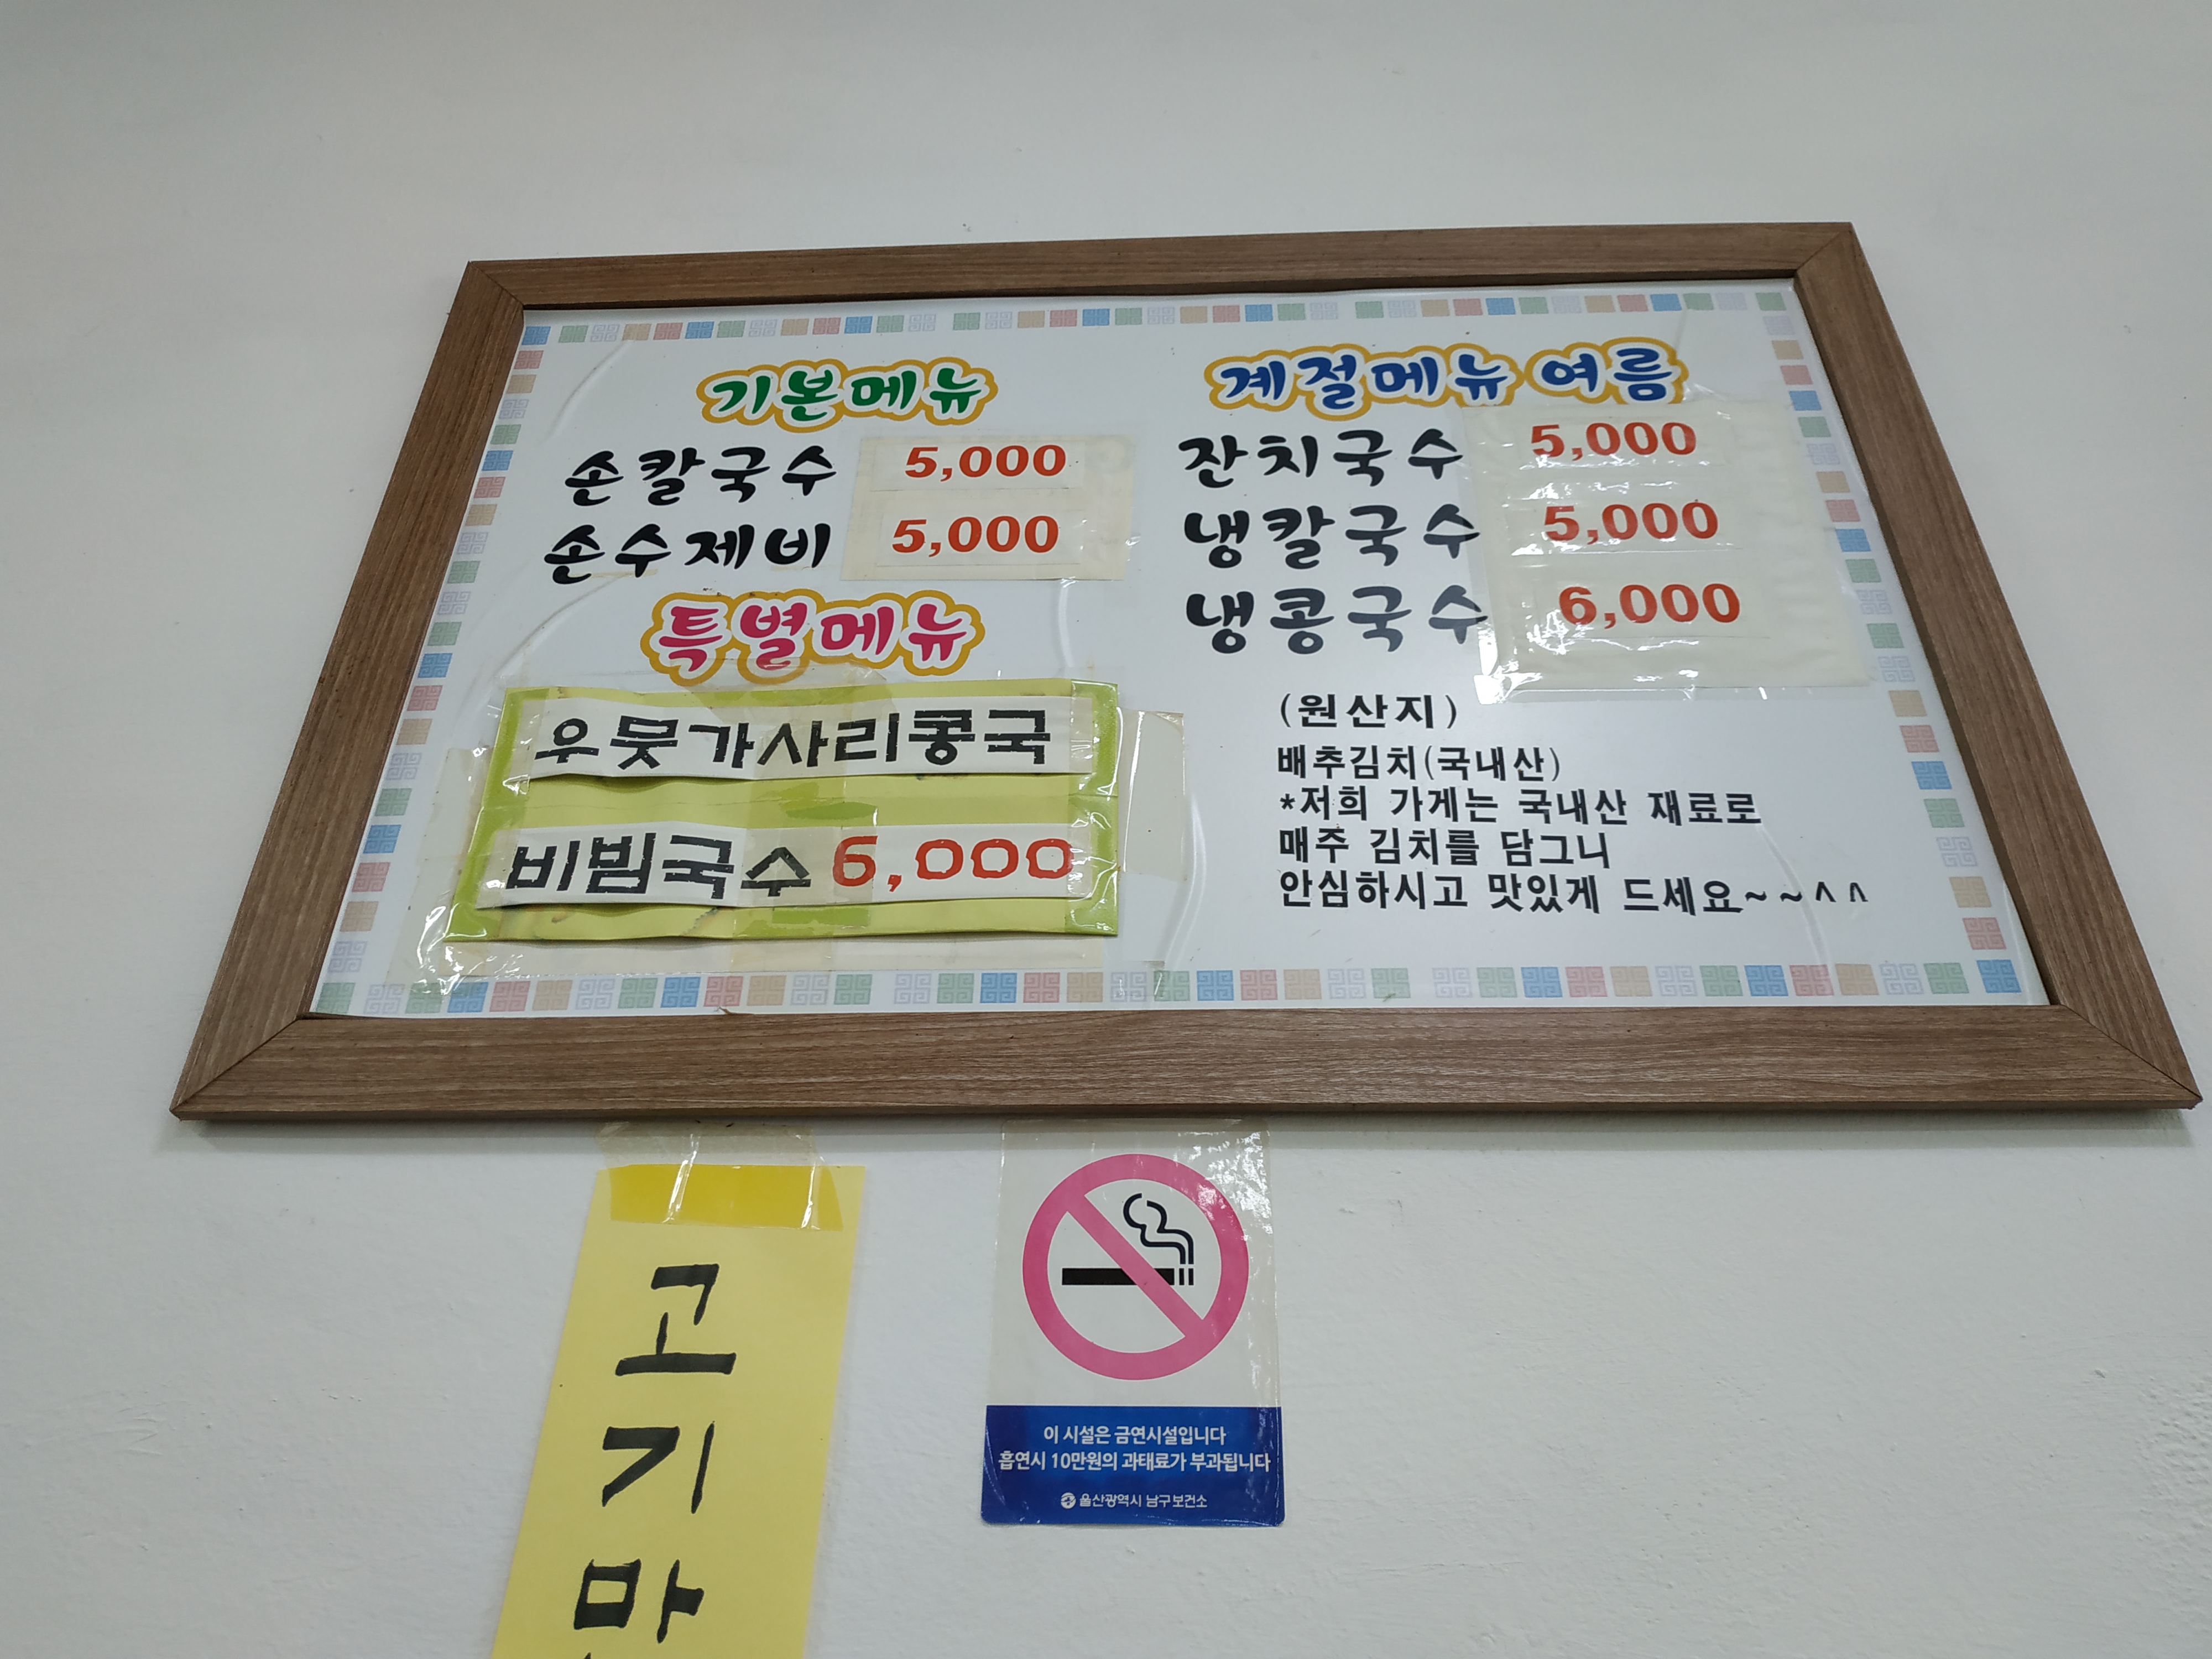 기본메뉴
손칼국수 5,000
손수제비 5,000
특별메뉴
우뭇가사리콩국
비빔국수 6,000
계절메뉴 여름
잔치국수 5,000
냉칼국수 5,000
냉콩국수 6,000
(원산지)
배추김치(국내산)
*저희 가게는 국내산 재료로
매주 김치를 담그니
안심하시고 맛있게 드세요~~^^
고
기
이 시설은 금연시설입니다
흡연시 10만원의 과태료가 부과됩니다
울산광역시 남구보건소